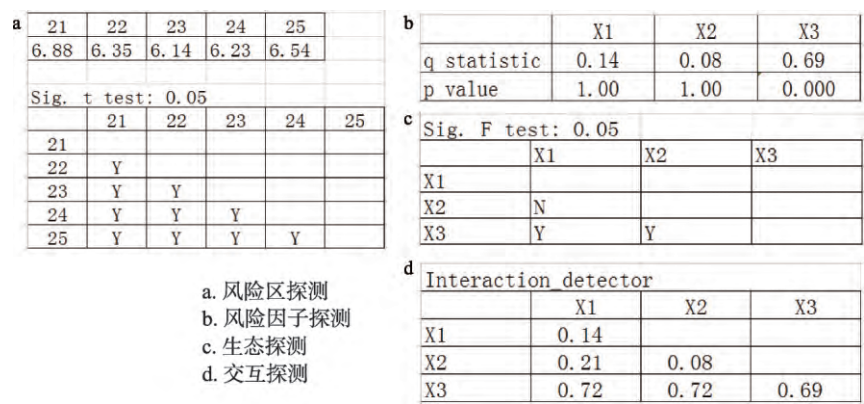 a
21 22 23 24 25
6.88 6.35 6.14 6.23 6.54
Sig. t test: 0.05
21 22 23 24 25
21
22 Y
23 Y Y
24 Y Y Y
25 Y Y Y Y
a. 风险区探测
b. 风险因子探测
c. 生态探测
d. 交互探测
b
X1 X2 X3
q statistic 0.14 0.08 0.69
p value 1.00 1.00 0.000
c
Sig. F test: 0.05
X1 X2 X3
X1
X2 N
X3 Y Y
d
Interaction_detector
X1 X2 X3
X1 0.14
X2 0.21 0.08
X3 0.72 0.72 0.69